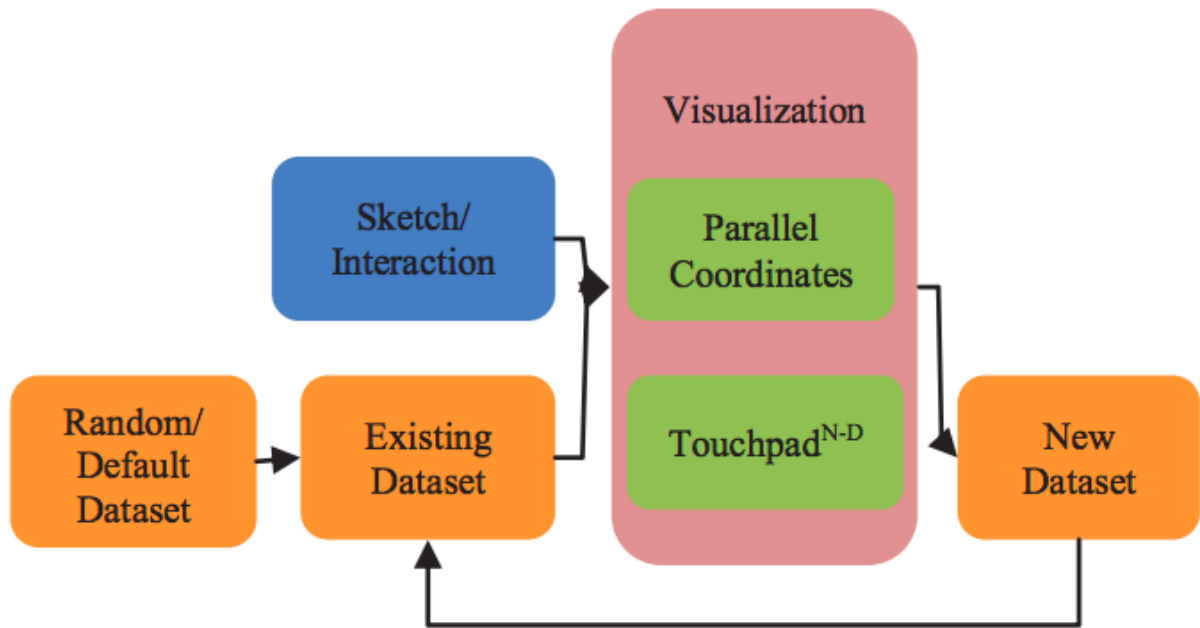 Visualization
Sketch/
Interaction
Parallel
Coordinates
Random/
Default
Dataset
Existing
Dataset
Touchpad^N-D
New
Dataset